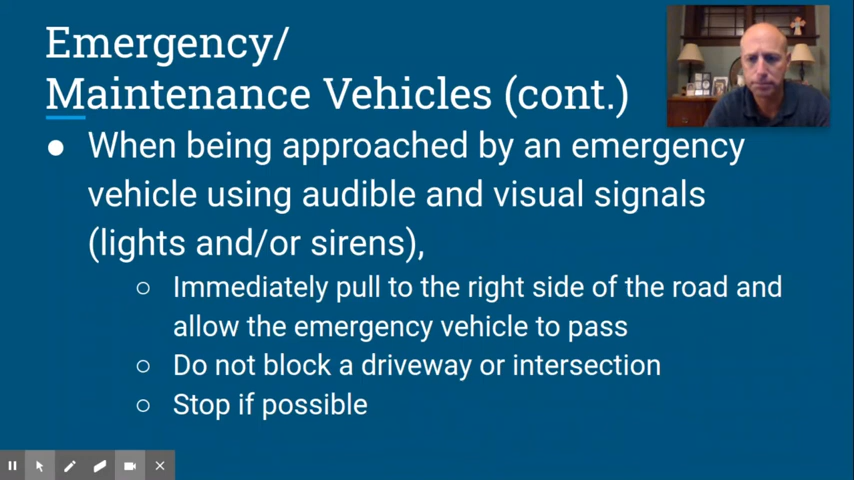 Emergency/
Maintenance Vehicles (cont.)
● When being approached by an emergency
vehicle using audible and visual signals
(lights and/or sirens),
○ Immediately pull to the right side of the road and
allow the emergency vehicle to pass
○ Do not block a driveway or intersection
○ Stop if possible